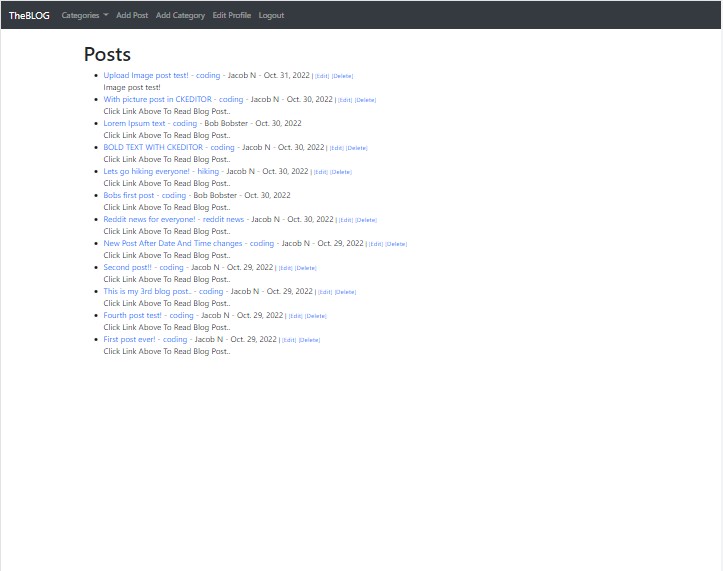 TheBLOG Categories Add Post Add Category Edit Profile Logout
Posts
Upload Image post test! - coding - Jacob N - Oct. 31, 2022 | (Edit) (Delete)
Image post test!
With picture post in CKEDITOR - coding - Jacob N - Oct. 30, 2022 | (Edit) (Delete)
Click Link Above To Read Blog Post..
Lorem Ipsum text - coding - Bob Bobster - Oct. 30, 2022
Click Link Above To Read Blog Post..
BOLD TEXT WITH CKEDITOR - coding - Jacob N - Oct. 30, 2022 | (Edit) (Delete)
Click Link Above To Read Blog Post..
Lets go hiking everyone! - hiking - Jacob N - Oct. 30, 2022 | (Edit) (Delete)
Click Link Above To Read Blog Post..
Bobs first post - coding - Bob Bobster - Oct. 30, 2022
Click Link Above To Read Blog Post..
Reddit news for everyone! - reddit news - Jacob N - Oct. 30, 2022 | (Edit) (Delete)
Click Link Above To Read Blog Post..
New Post After Date And Time changes - coding - Jacob N - Oct. 29, 2022 | (Edit) (Delete)
Click Link Above To Read Blog Post..
Second post!! - coding - Jacob N - Oct. 29, 2022 | (Edit) (Delete)
Click Link Above To Read Blog Post..
This is my 3rd blog post.. - coding - Jacob N - Oct. 29, 2022 | (Edit) (Delete)
Click Link Above To Read Blog Post..
Fourth post test! - coding - Jacob N - Oct. 29, 2022 | (Edit) (Delete)
Click Link Above To Read Blog Post..
First post ever! - coding - Jacob N - Oct. 29, 2022 | (Edit) (Delete)
Click Link Above To Read Blog Post..